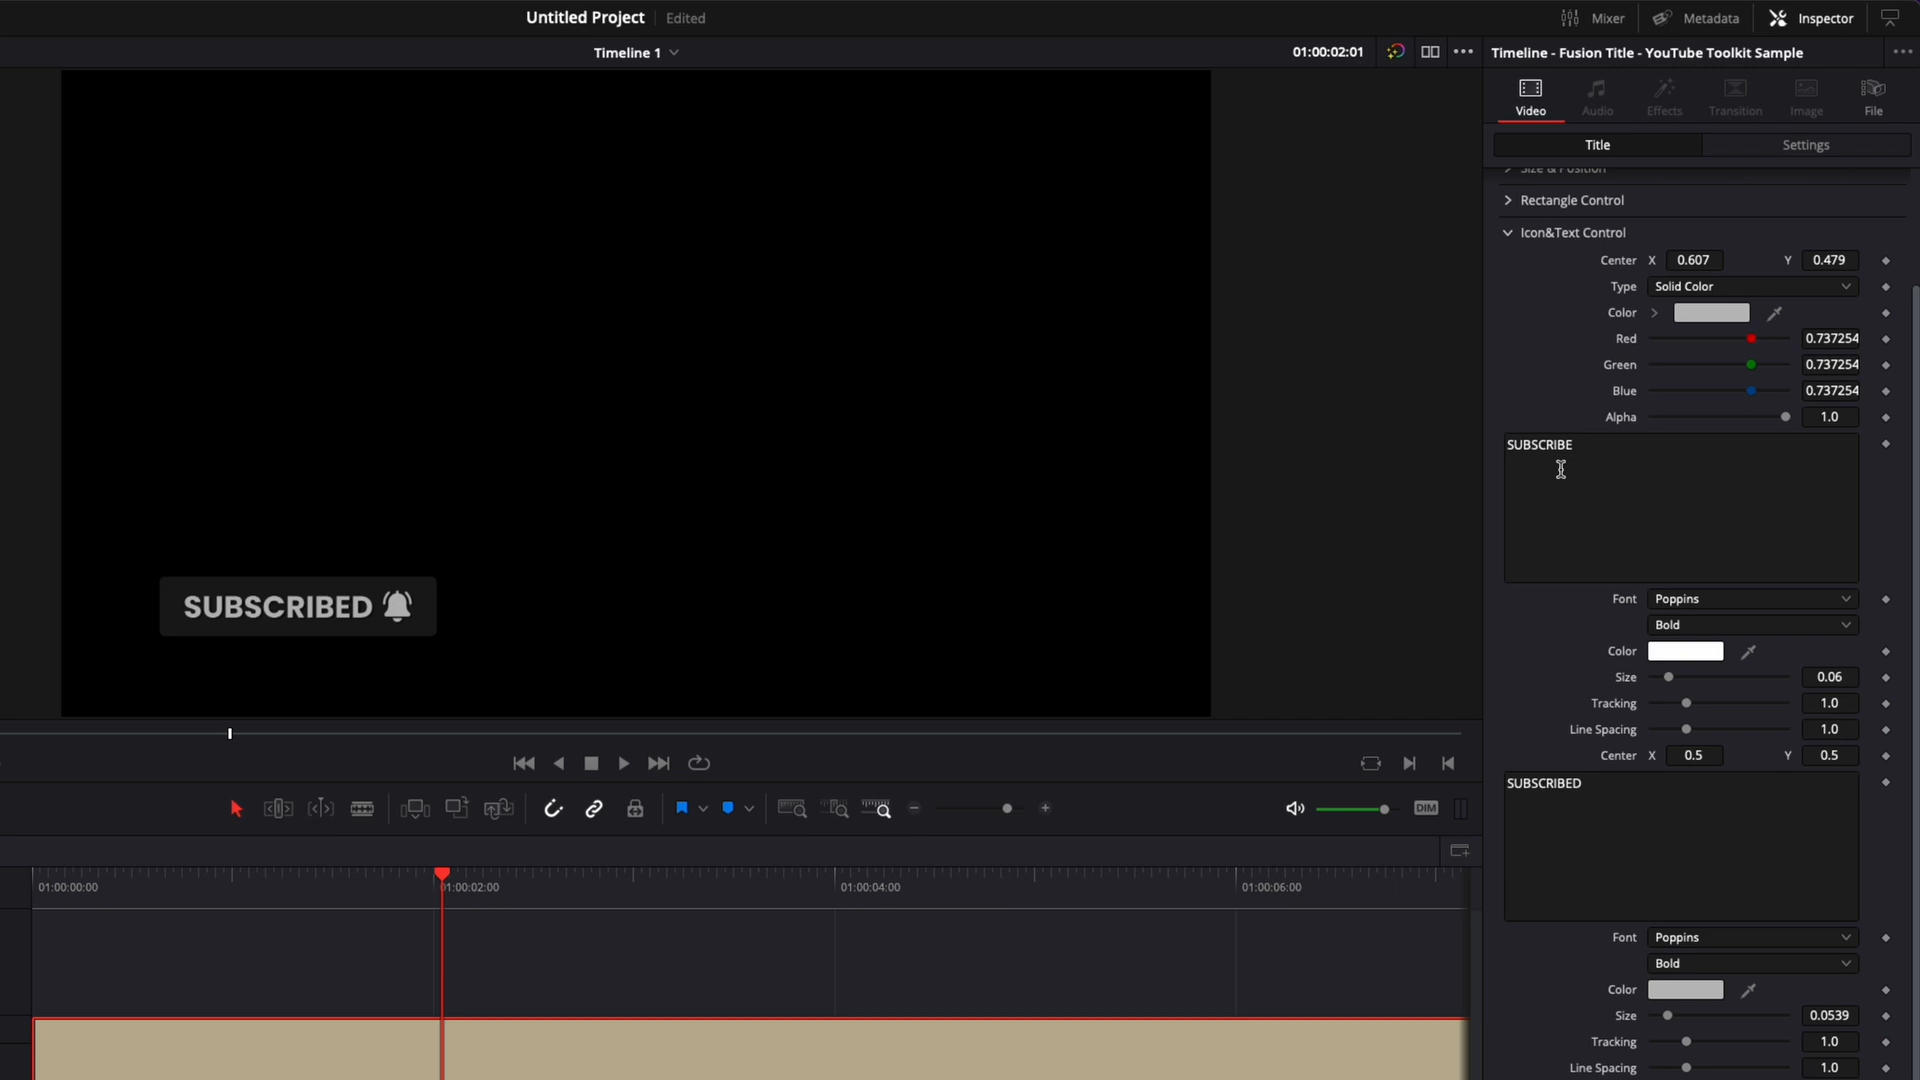 Untitled Project Edited
Mixer Metadata Inspector
Timeline 1 01:00:02:01
Timeline - Fusion Title - YouTube Toolkit Sample
Video Audio Effects Transition Image File
Title Settings
Size & Position
Rectangle Control
Icon&Text Control
Center X 0.607 Y 0.479
Type Solid Color
Color
Red 0.737254
Green 0.737254
Blue 0.737254
Alpha 1.0
SUBSCRIBE
Font Poppins
Bold
Color
Size 0.06
Tracking 1.0
Line Spacing 1.0
Center X 0.5 Y 0.5
SUBSCRIBED
Font Poppins
Bold
Color
Size 0.0539
Tracking 1.0
Line Spacing 1.0
SUBSCRIBED
DIM
01:00:00:00 01:00:02:00 01:00:04:00 01:00:06:00